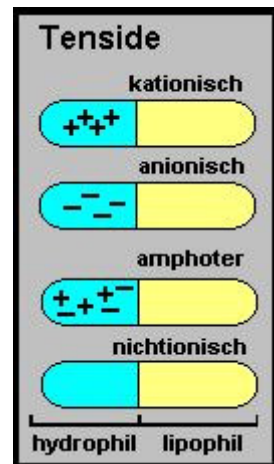 Tenside
kationisch
anionisch
amphoter
nichtionisch
hydrophil lipophil